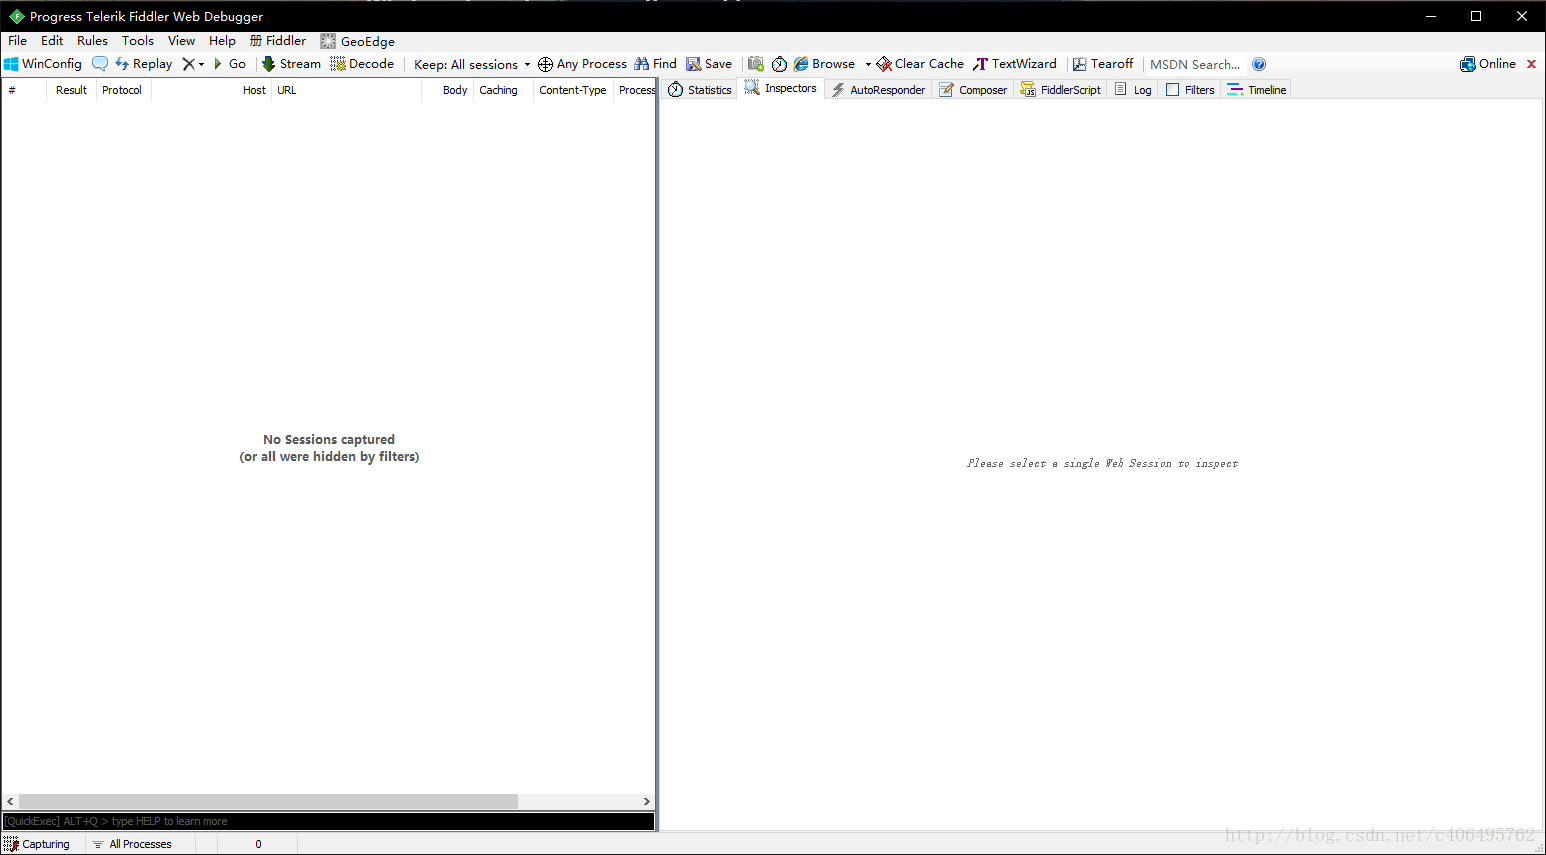 Progress Telerik Fiddler Web Debugger
File Edit Rules Tools View Help 册 Fiddler GeoEdge
WinConfig Replay Go Stream Decode Keep: All sessions Any Process Find Save Browse Clear Cache TextWizard Tearoff MSDN Search... Online
# Result Protocol Host URL Body Caching Content-Type Process
Statistics Inspectors AutoResponder Composer FiddlerScript Log Filters Timeline
No Sessions captured
(or all were hidden by filters)
Please select a single Web Session to inspect
[QuickExec] ALT+Q > type HELP to learn more
Capturing All Processes 0
http://blog.csdn.net/c406495762